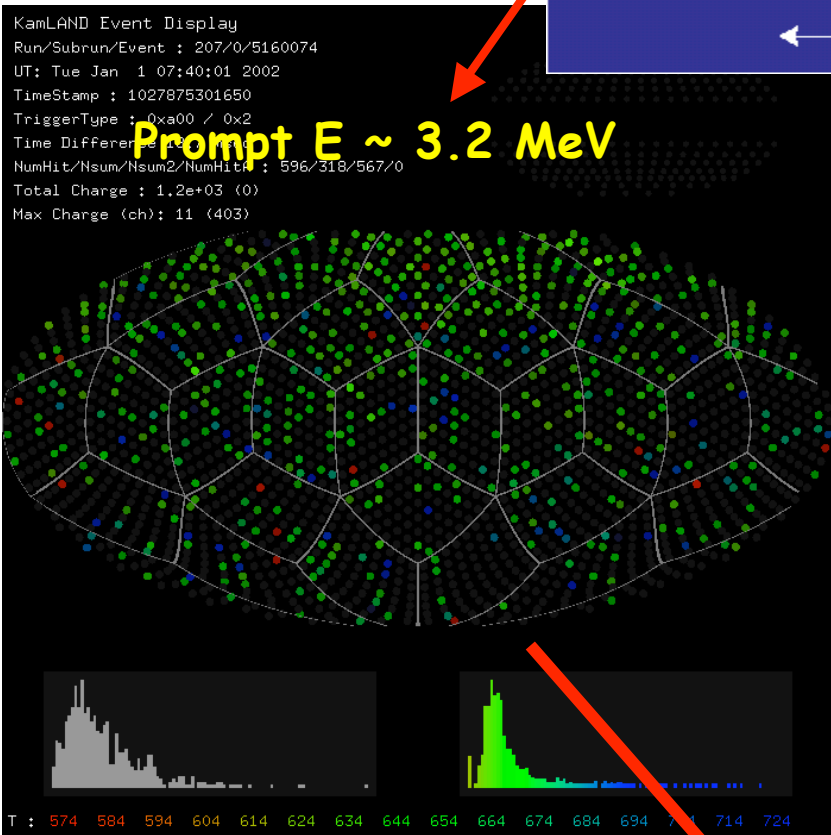 KamLAND Event Display
Run/Subrun/Event : 207/0/5160074
UT: Tue Jan 1 07:40:01 2002
TimeStamp : 1027875301650
TriggerType : 0xa00 / 0x2
Prompt E ~ 3.2 MeV
Time Difference
NumHit/Nsum/Nsum2/NumHitA : 596/318/567/0
Total Charge : 1.2e+03 (0)
Max Charge (ch): 11 (403)
T : 574 584 594 604 614 624 634 644 654 664 674 684 694 714 724